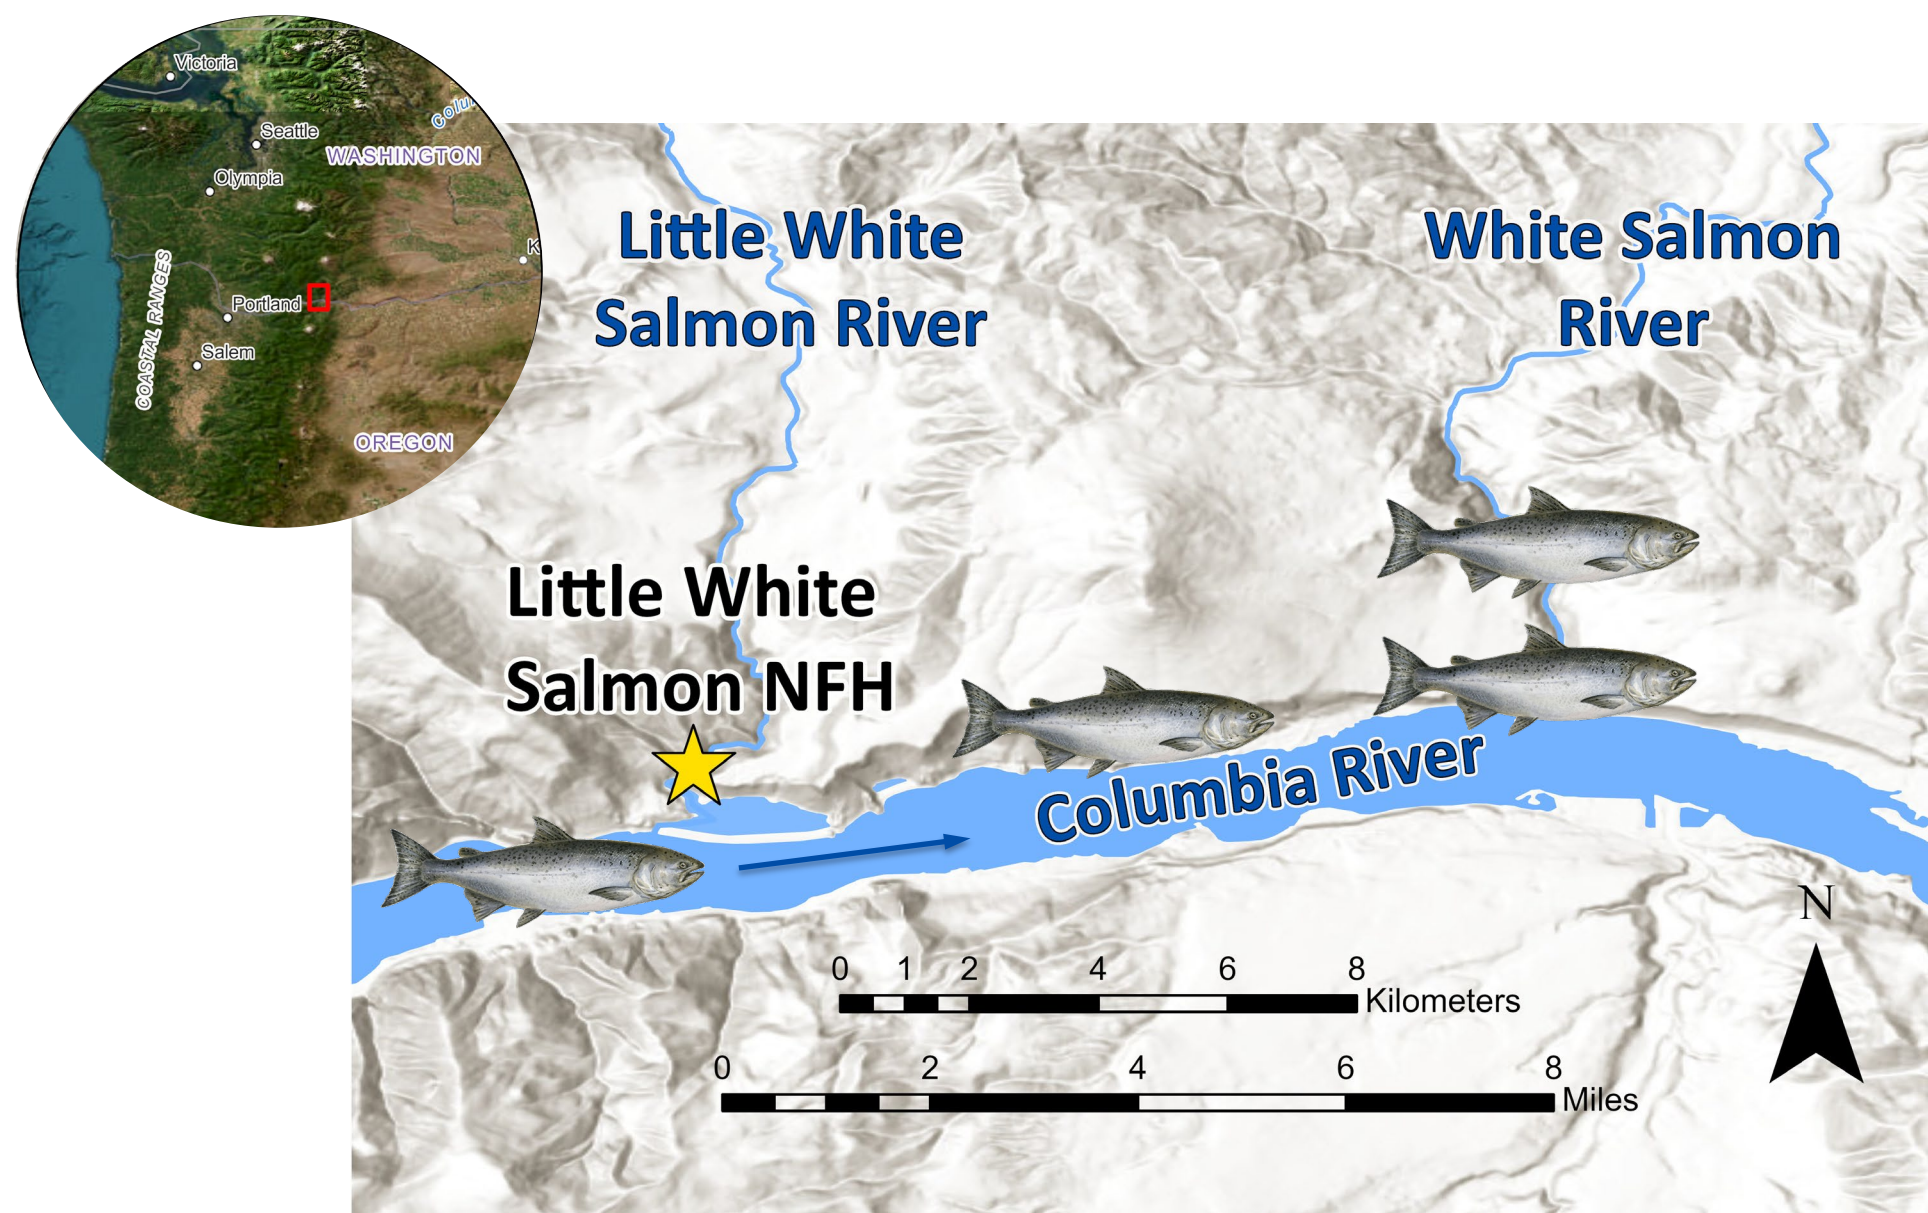 Victoria
Colu
Seattle
WASHINGTON
Olympia
K
COASTAL RANGES
Portland
Salem
OREGON
Little White
Salmon River
White Salmon
River
Little White
Salmon NFH
Columbia River
N
0 1 2 4 6 8
Kilometers
0 2 4 6 8
Miles